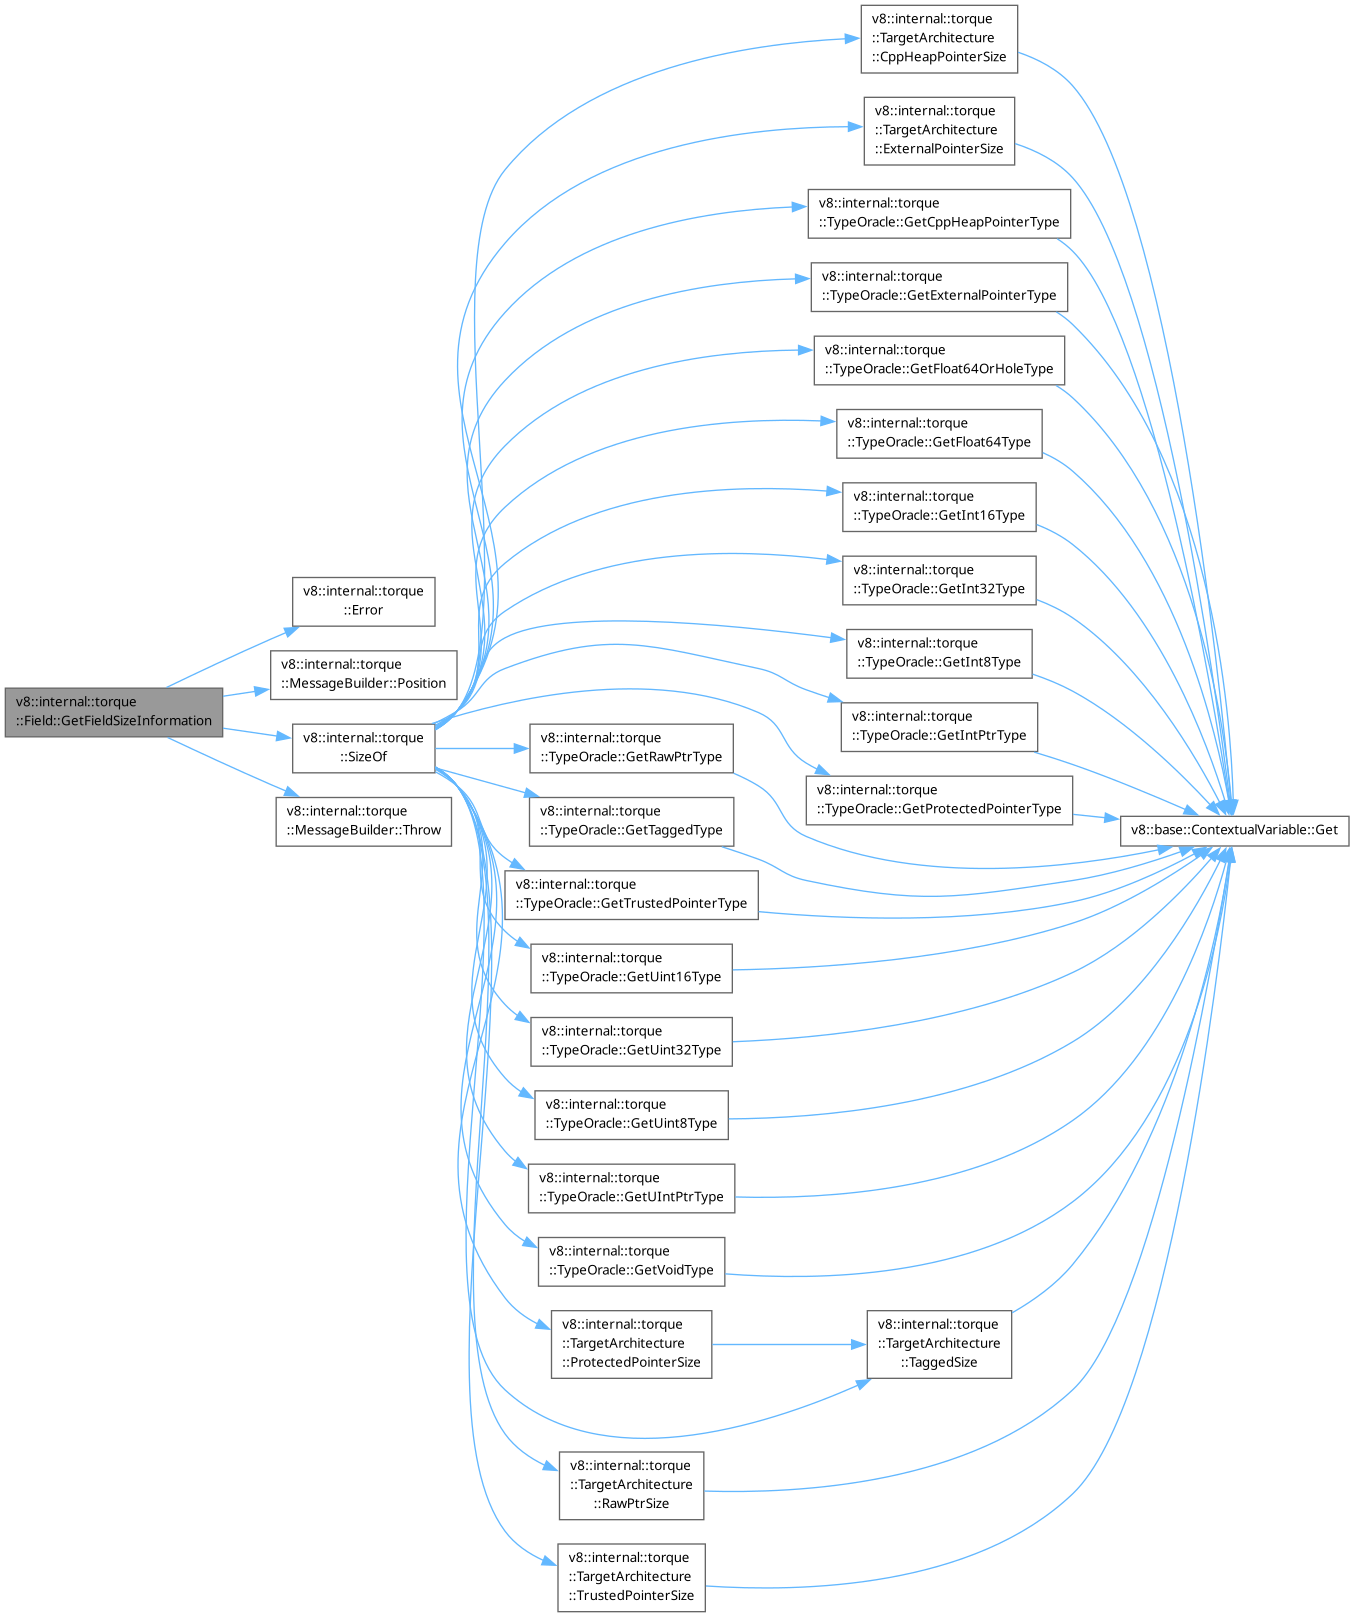 v8::internal::torque
::Field::GetFieldSizeInformation
v8::internal::torque
::Error
v8::internal::torque
::MessageBuilder::Position
v8::internal::torque
::SizeOf
v8::internal::torque
::MessageBuilder::Throw
v8::internal::torque
::TargetArchitecture
::CppHeapPointerSize
v8::internal::torque
::TargetArchitecture
::ExternalPointerSize
v8::internal::torque
::TypeOracle::GetCppHeapPointerType
v8::internal::torque
::TypeOracle::GetExternalPointerType
v8::internal::torque
::TypeOracle::GetFloat64OrHoleType
v8::internal::torque
::TypeOracle::GetFloat64Type
v8::internal::torque
::TypeOracle::GetInt16Type
v8::internal::torque
::TypeOracle::GetInt32Type
v8::internal::torque
::TypeOracle::GetInt8Type
v8::internal::torque
::TypeOracle::GetIntPtrType
v8::internal::torque
::TypeOracle::GetProtectedPointerType
v8::internal::torque
::TypeOracle::GetRawPtrType
v8::internal::torque
::TypeOracle::GetTaggedType
v8::internal::torque
::TypeOracle::GetTrustedPointerType
v8::internal::torque
::TypeOracle::GetUint16Type
v8::internal::torque
::TypeOracle::GetUint32Type
v8::internal::torque
::TypeOracle::GetUint8Type
v8::internal::torque
::TypeOracle::GetUIntPtrType
v8::internal::torque
::TypeOracle::GetVoidType
v8::internal::torque
::TargetArchitecture
::ProtectedPointerSize
v8::internal::torque
::TargetArchitecture
::TaggedSize
v8::internal::torque
::TargetArchitecture
::RawPtrSize
v8::internal::torque
::TargetArchitecture
::TrustedPointerSize
v8::base::ContextualVariable::Get